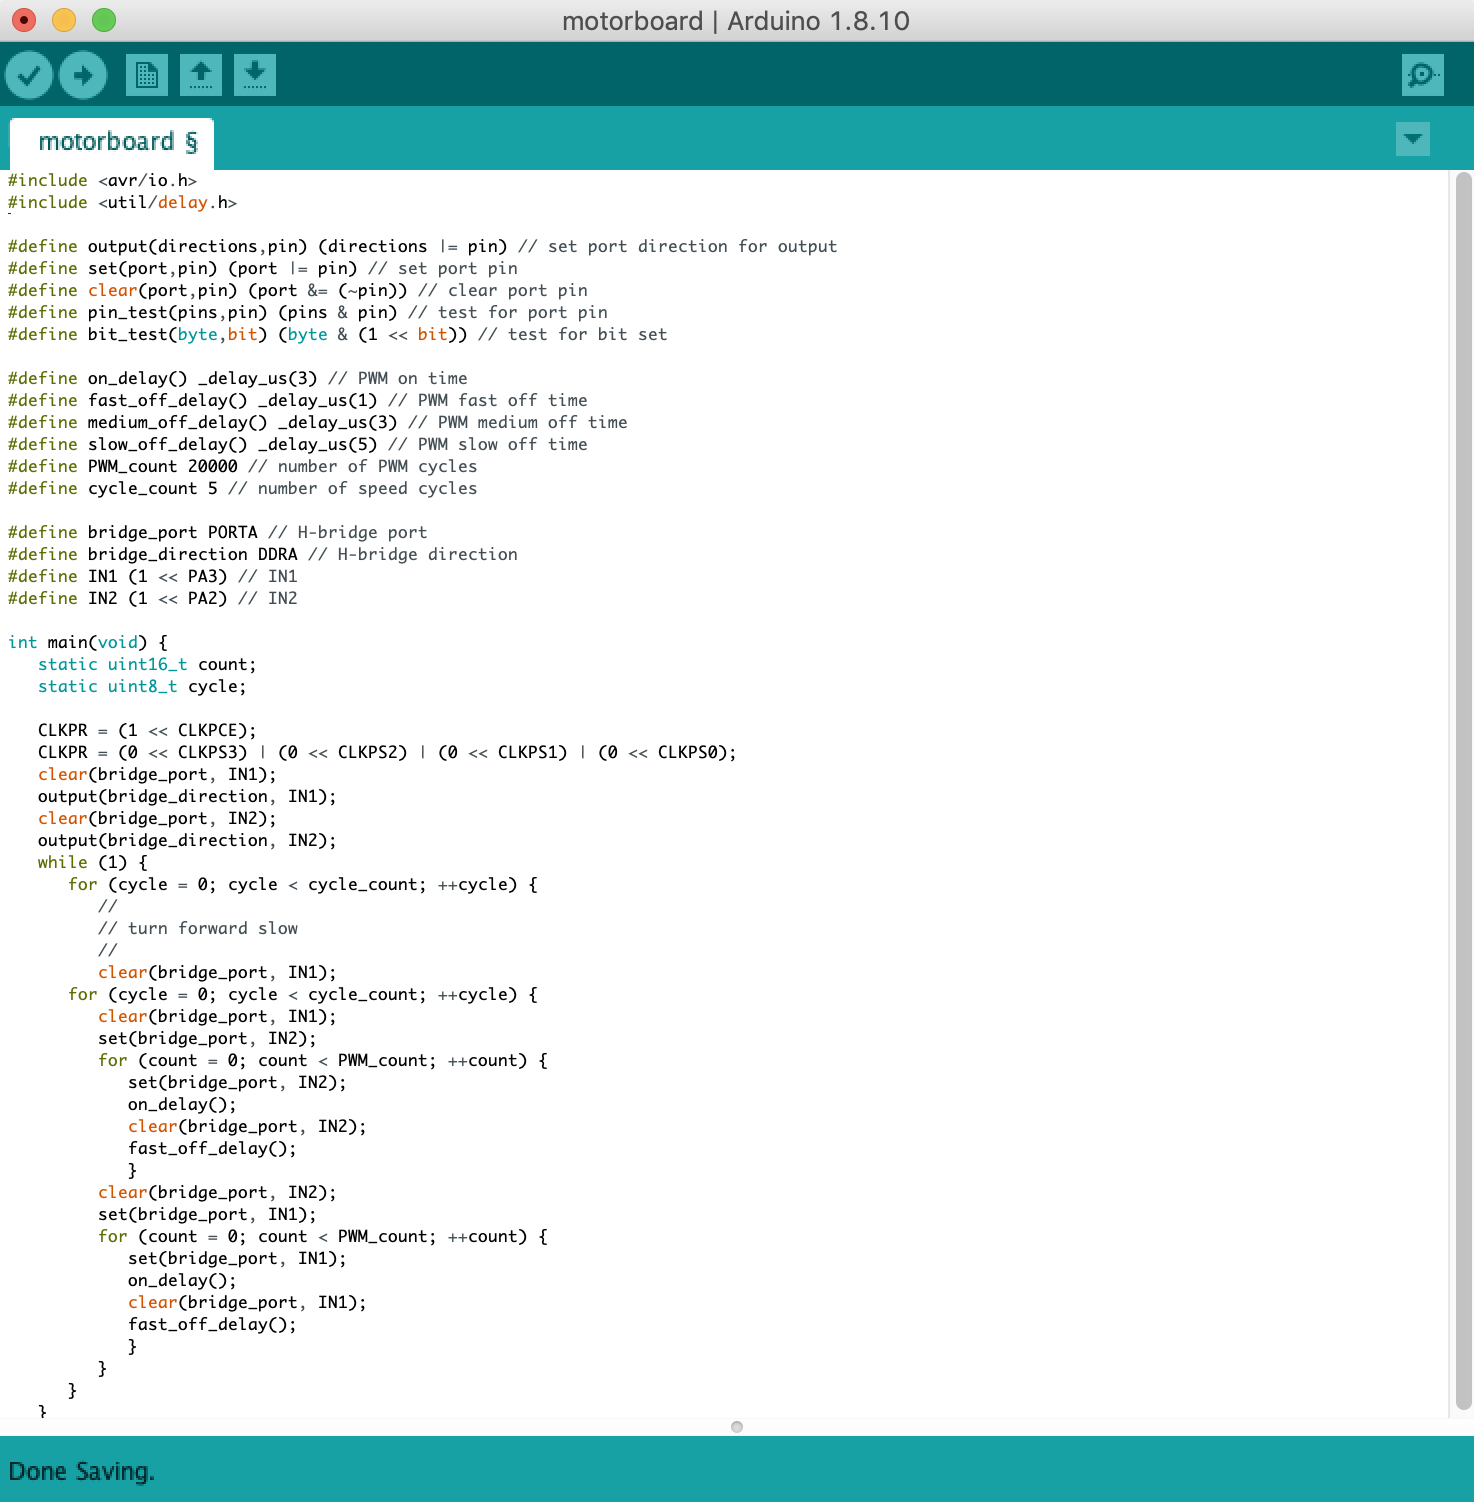 motorboard | Arduino 1.8.10
motorboard §
#include <avr/io.h>
#include <util/delay.h>

#define output(directions,pin) (directions |= pin) // set port direction for output
#define set(port,pin) (port |= pin) // set port pin
#define clear(port,pin) (port &= (~pin)) // clear port pin
#define pin_test(pins,pin) (pins & pin) // test for port pin
#define bit_test(byte,bit) (byte & (1 << bit)) // test for bit set

#define on_delay() _delay_us(3) // PWM on time
#define fast_off_delay() _delay_us(1) // PWM fast off time
#define medium_off_delay() _delay_us(3) // PWM medium off time
#define slow_off_delay() _delay_us(5) // PWM slow off time
#define PWM_count 20000 // number of PWM cycles
#define cycle_count 5 // number of speed cycles

#define bridge_port PORTA // H-bridge port
#define bridge_direction DDRA // H-bridge direction
#define IN1 (1 << PA3) // IN1
#define IN2 (1 << PA2) // IN2

int main(void) {
   static uint16_t count;
   static uint8_t cycle;

   CLKPR = (1 << CLKPCE);
   CLKPR = (0 << CLKPS3) | (0 << CLKPS2) | (0 << CLKPS1) | (0 << CLKPS0);
   clear(bridge_port, IN1);
   output(bridge_direction, IN1);
   clear(bridge_port, IN2);
   output(bridge_direction, IN2);
   while (1) {
      for (cycle = 0; cycle < cycle_count; ++cycle) {
         //
         // turn forward slow
         //
         clear(bridge_port, IN1);
      for (cycle = 0; cycle < cycle_count; ++cycle) {
         clear(bridge_port, IN1);
         set(bridge_port, IN2);
         for (count = 0; count < PWM_count; ++count) {
            set(bridge_port, IN2);
            on_delay();
            clear(bridge_port, IN2);
            fast_off_delay();
            }
         clear(bridge_port, IN2);
         set(bridge_port, IN1);
         for (count = 0; count < PWM_count; ++count) {
            set(bridge_port, IN1);
            on_delay();
            clear(bridge_port, IN1);
            fast_off_delay();
            }
         }
      }
   }
Done Saving.